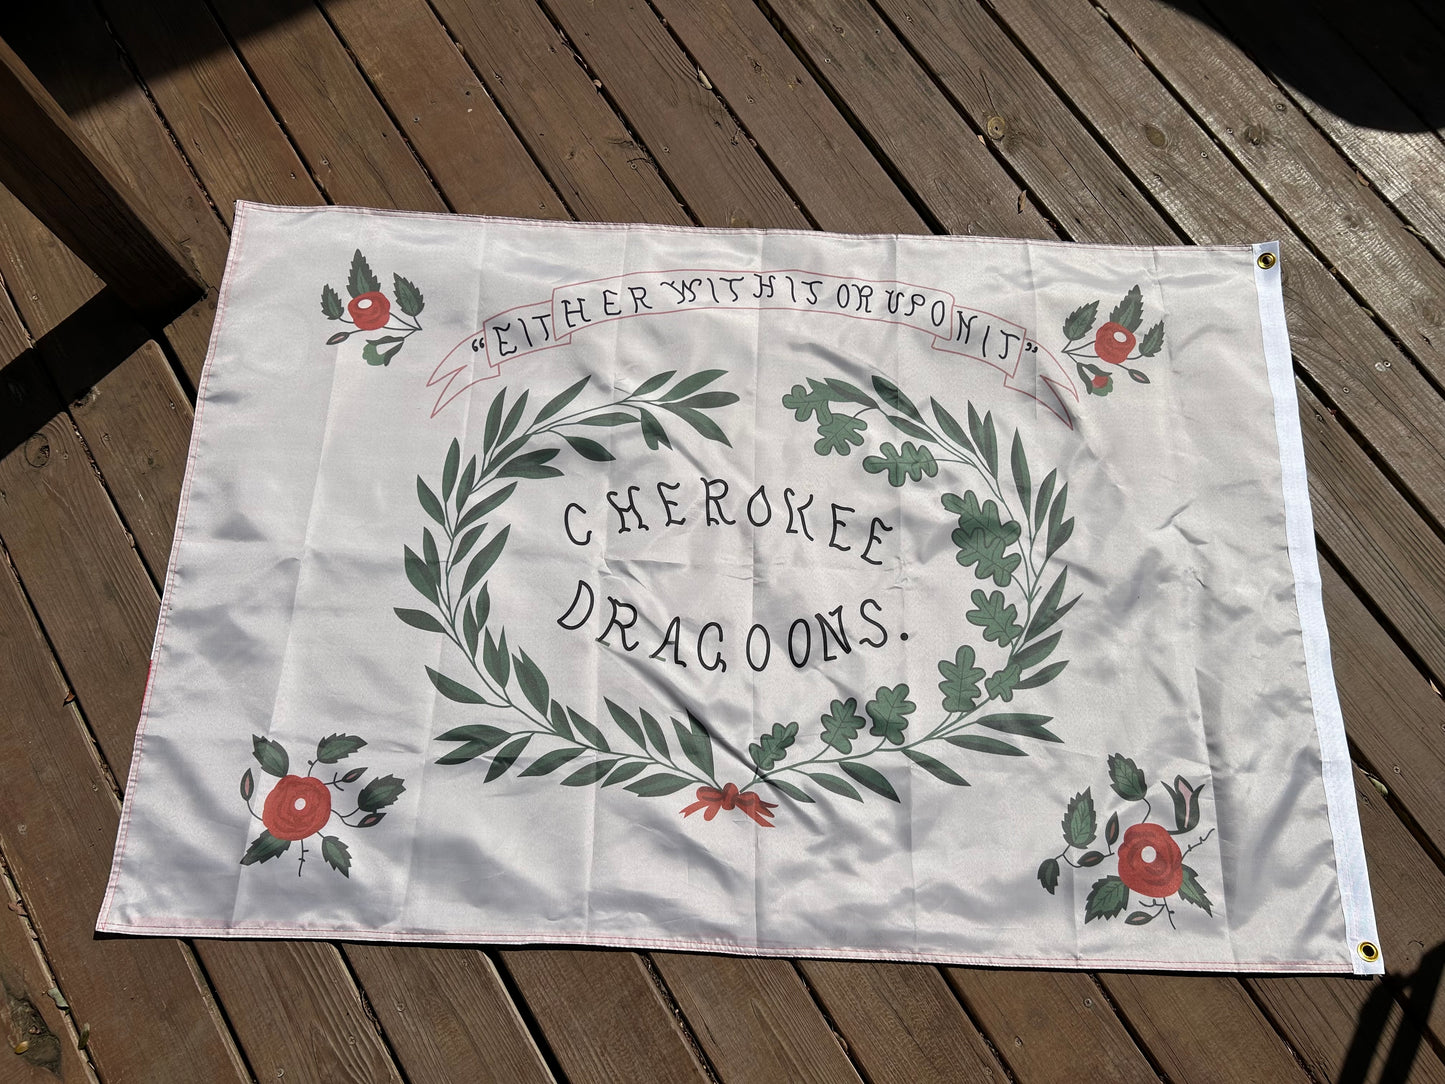 “EITHER WITH IT OR UPON IT”
CHEROKEE
DRAGOONS.